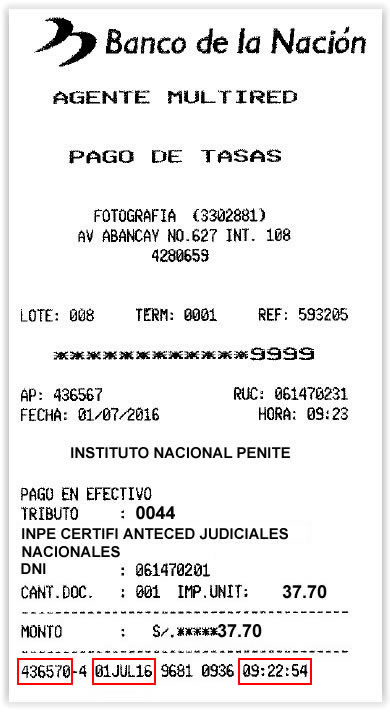 Banco de la Nación
AGENTE MULTIRED
PAGO DE TASAS
FOTOGRAFIA (3302881)
AV ABANCAY NO.627 INT. 108
4280659
LOTE: 008 TERM: 0001 REF: 593205
************9999
AP: 436567 RUC: 061470231
FECHA: 01/07/2016 HORA: 09:23
INSTITUTO NACIONAL PENITE
PAGO EN EFECTIVO
TRIBUTO : 0044
INPE CERTIFI ANTECED JUDICIALES
NACIONALES
DNI : 061470201
CANT.DOC. : 001 IMP.UNIT: 37.70
MONTO : S/.*****37.70
436570-4 01JUL16 9681 0936 09:22:54